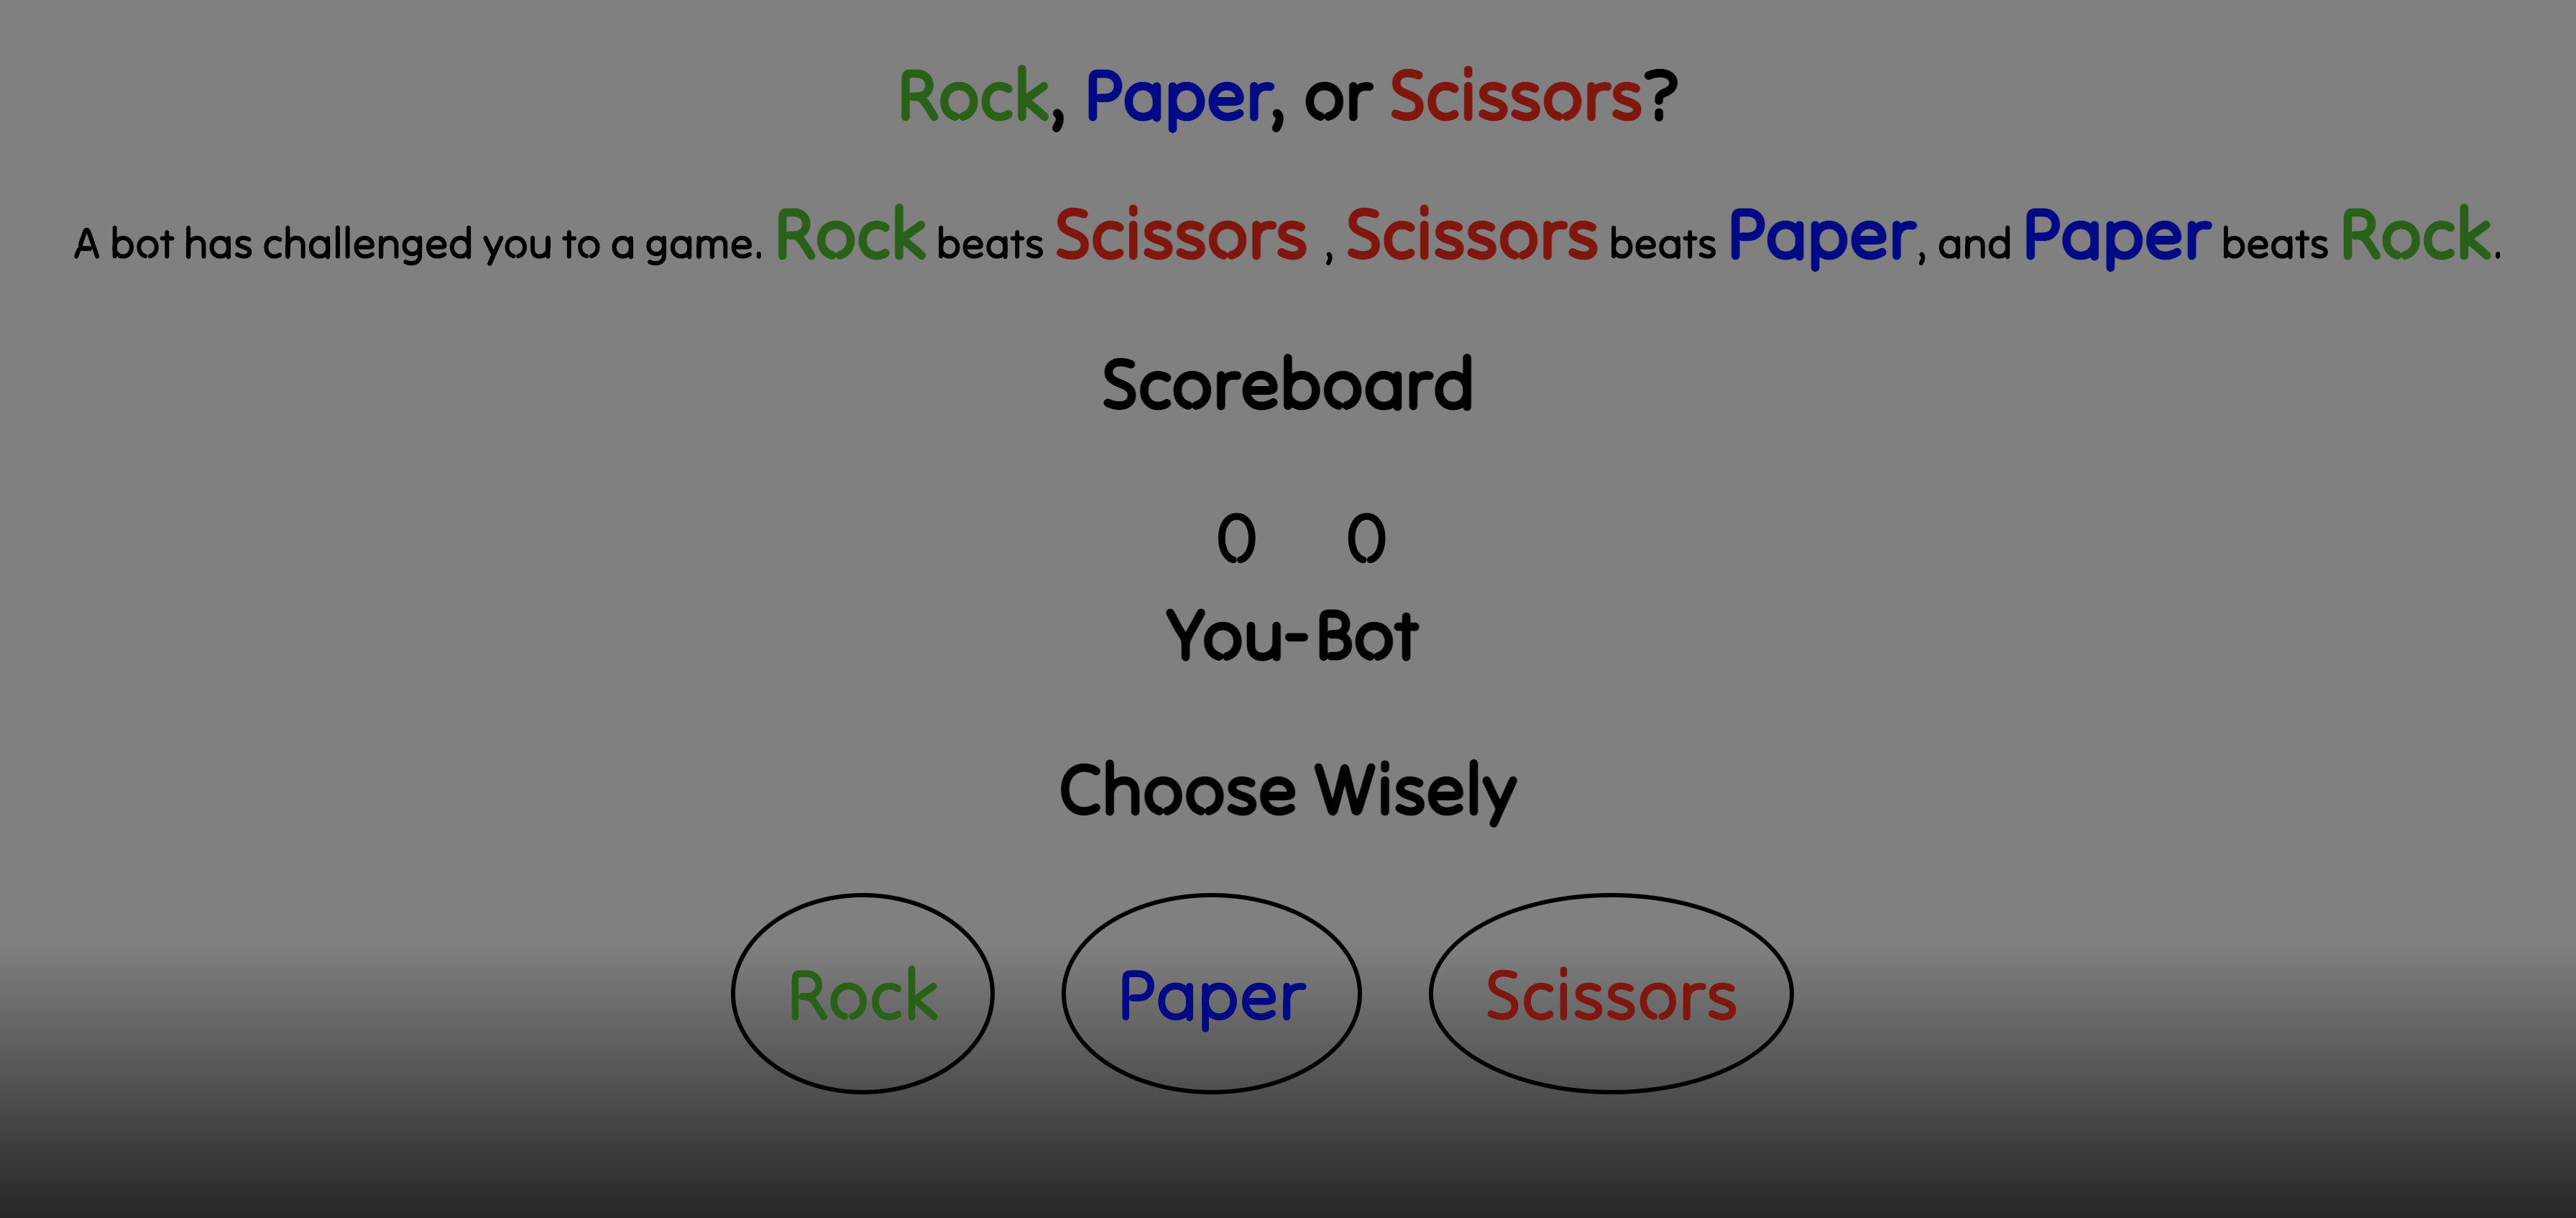 Rock, Paper, or Scissors?
A bot has challenged you to a game. Rock beats Scissors , Scissors beats Paper, and Paper beats Rock.
Scoreboard
0 0
You-Bot
Choose Wisely
Rock Paper Scissors